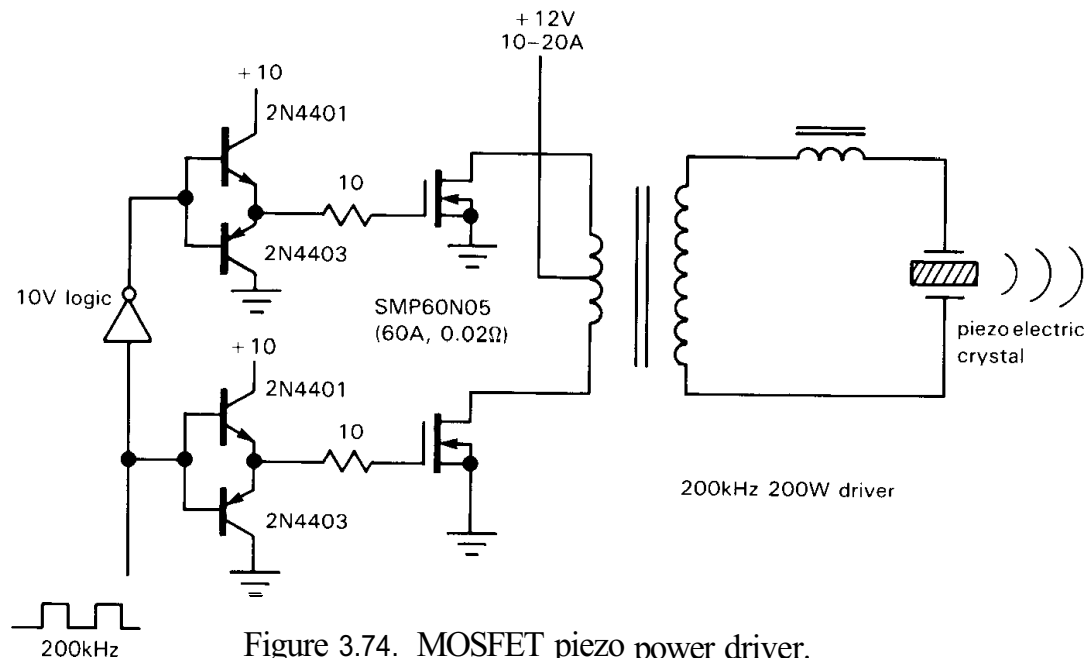 +12V
10-20A
+10
2N4401
10
2N4403
10V logic
SMP60N05
(60A, 0.02Ω)
piezo electric
crystal
+10
2N4401
10
2N4403
200kHz 200W driver
200kHz
Figure 3.74. MOSFET piezo power driver.